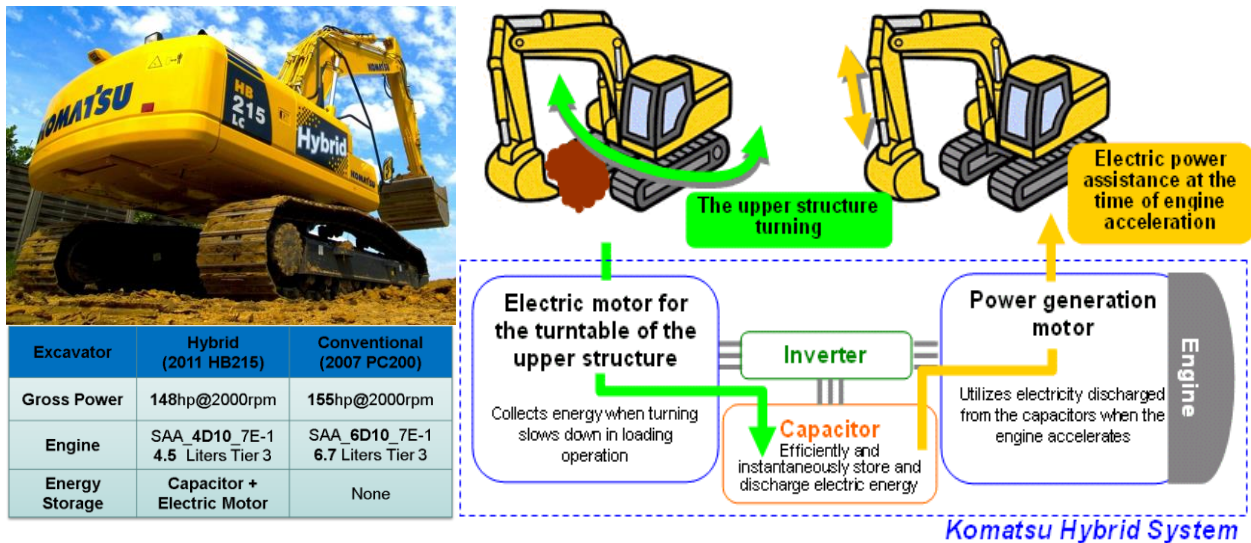 KOMATSU
HB
215
LC
Hybrid
KOMATSU
KOMATSU
Excavator
Hybrid
(2011 HB215)
Conventional
(2007 PC200)
Gross Power
148hp@2000rpm
155hp@2000rpm
Engine
SAA_4D10_7E-1
4.5 Liters Tier 3
SAA_6D10_7E-1
6.7 Liters Tier 3
Energy
Storage
Capacitor +
Electric Motor
None
The upper structure
turning
Electric power
assistance at the
time of engine
acceleration
Electric motor for
the turntable of the
upper structure
Collects energy when turning
slows down in loading
operation
Inverter
Capacitor
Efficiently and
instantaneously store and
discharge electric energy
Power generation
motor
Utilizes electricity discharged
from the capacitors when the
engine accelerates
Engine
Komatsu Hybrid System